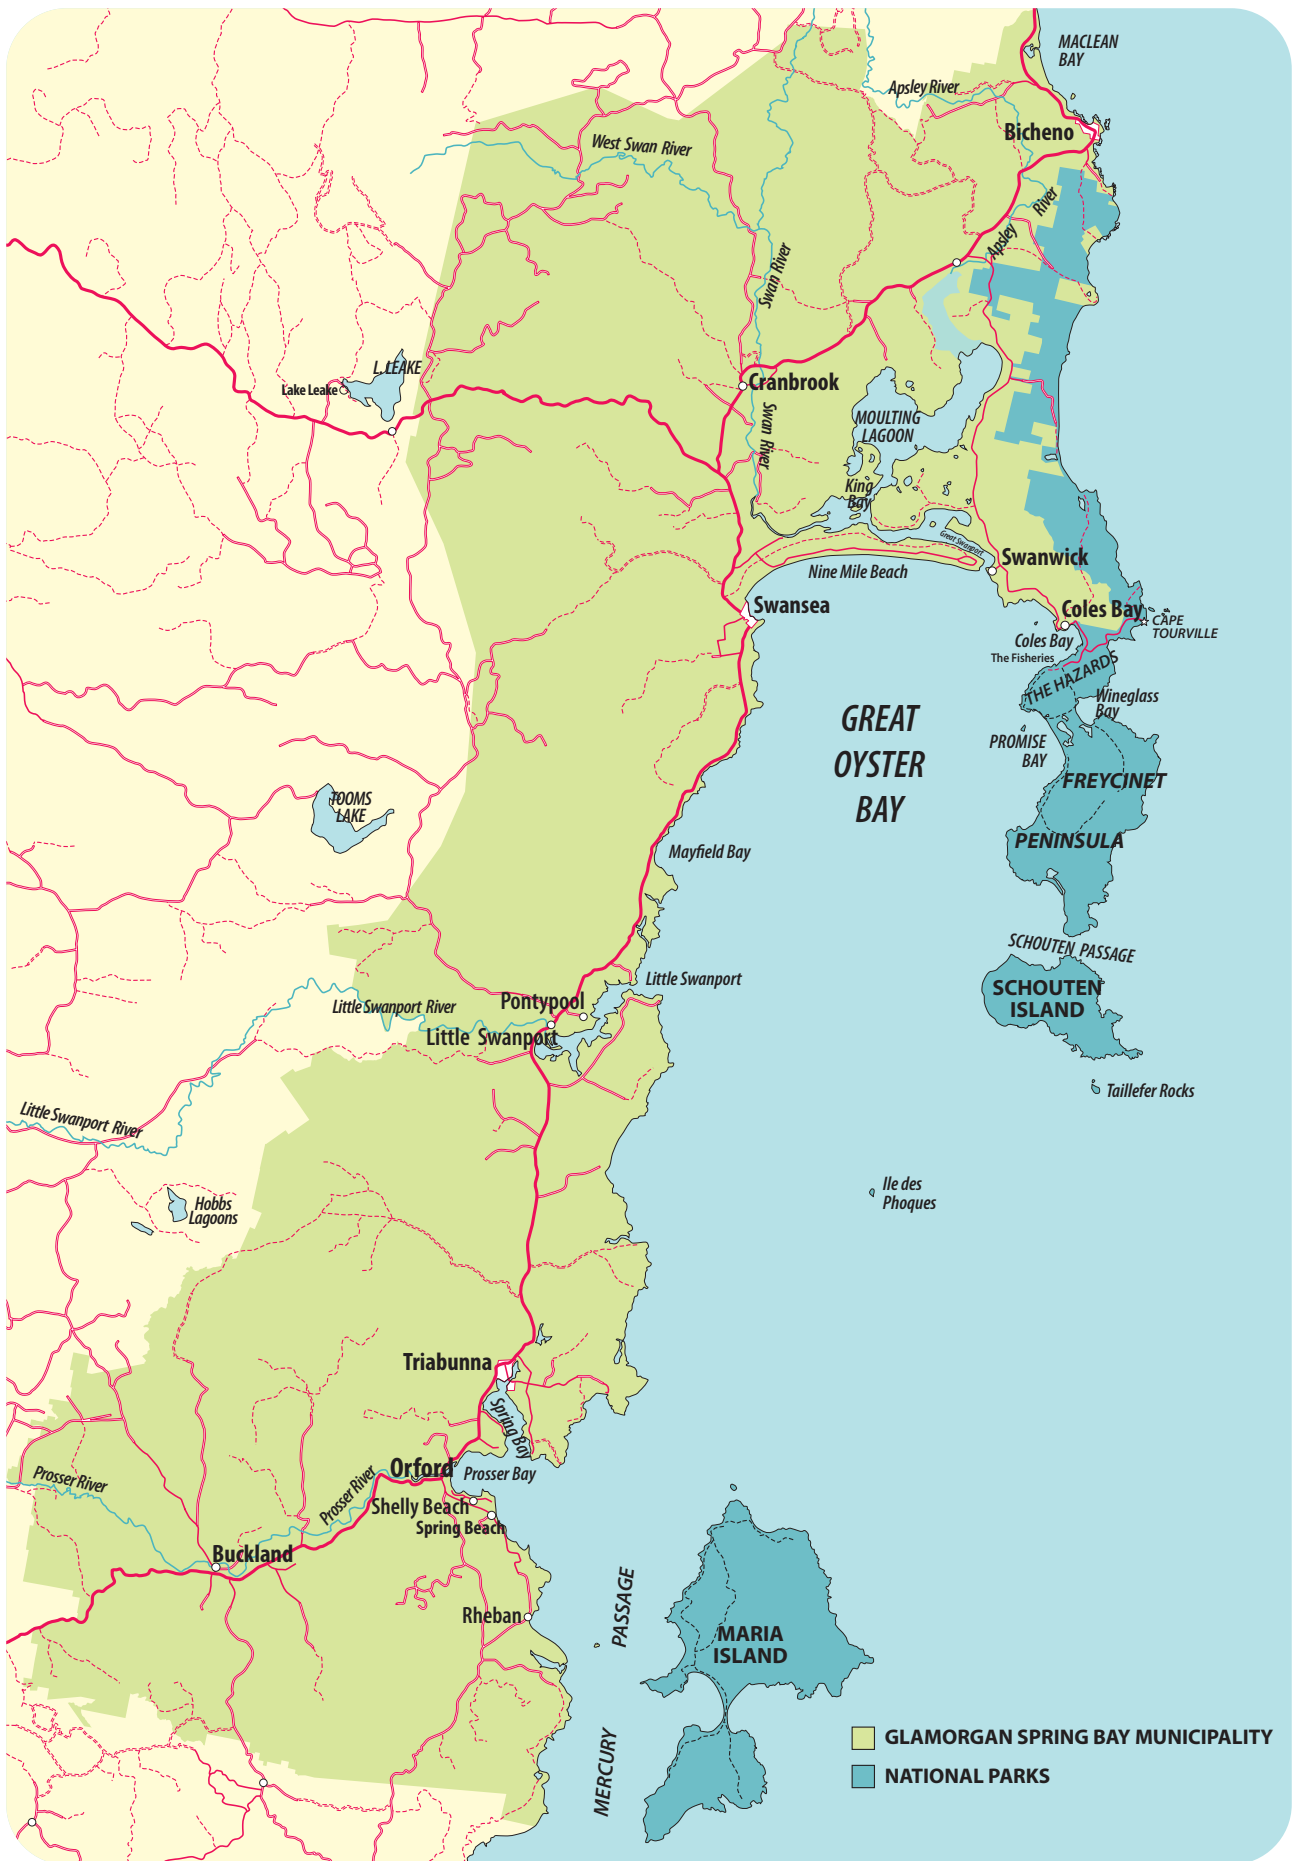 MACLEAN
BAY
Apsley River
Bicheno
West Swan River
Apsley
River
Swan River
L. LEAKE
Lake Leake
Cranbrook
Swan River
MOULTING
LAGOON
King
Bay
Great Swanport
Swanwick
Nine Mile Beach
Swansea
Coles Bay
CAPE
TOURVILLE
Coles Bay
The Fisheries
THE HAZARDS
Wineglass
Bay
GREAT
OYSTER
BAY
PROMISE
BAY
FREYCINET
PENINSULA
TOOMS
LAKE
Mayfield Bay
SCHOUTEN PASSAGE
SCHOUTEN
ISLAND
Little Swanport
Pontypool
Little Swanport River
Little Swanport
Taillefer Rocks
Little Swanport River
Ile des
Phoques
Hobbs
Lagoons
Triabunna
Spring Bay
Orford
Prosser Bay
Prosser River
Prosser River
Shelly Beach
Spring Beach
Buckland
Rheban
PASSAGE
MARIA
ISLAND
MERCURY
GLAMORGAN SPRING BAY MUNICIPALITY
NATIONAL PARKS